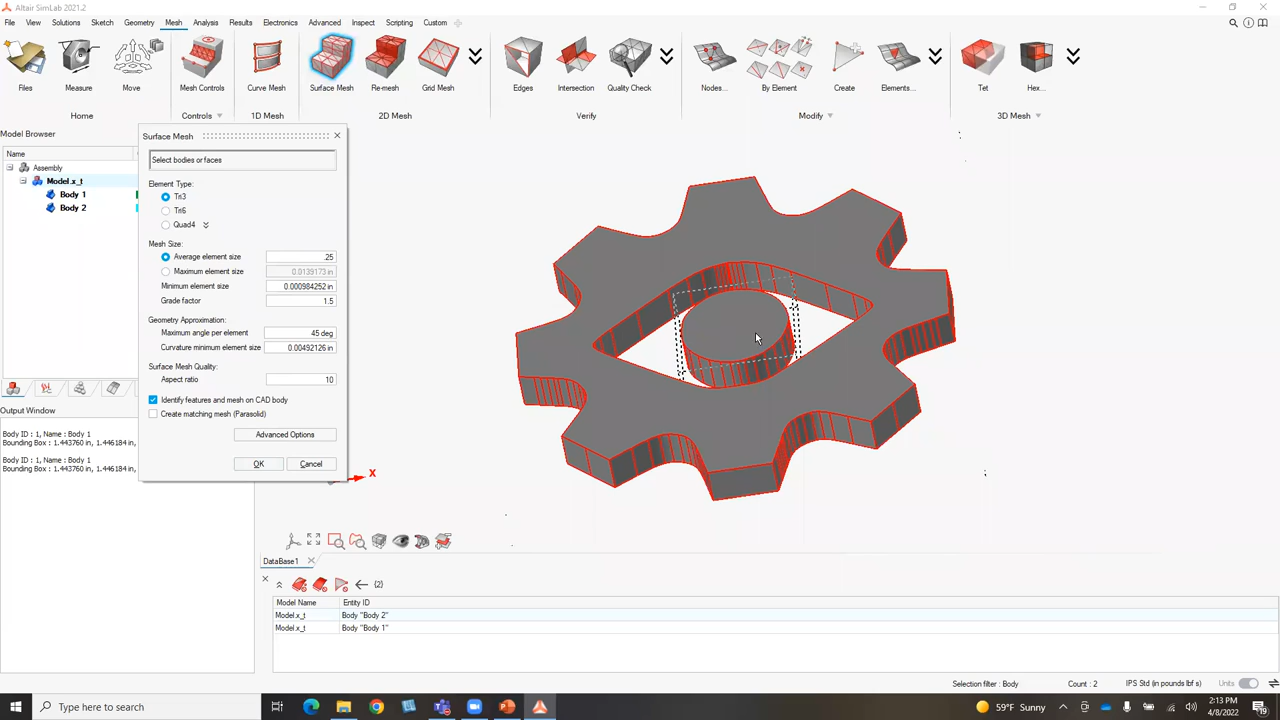 Altair SimLab 2021.2
File View Solutions Sketch Geometry Mesh Analysis Results Electronics Advanced Inspect Scripting Custom
Files Measure Move Mesh Controls Curve Mesh Surface Mesh Re-mesh Grid Mesh Edges Intersection Quality Check Nodes... By Element Create Elements... Tet Hex...
Home Controls 1D Mesh 2D Mesh Verify Modify 3D Mesh
Model Browser
Name
Assembly
Model.x_t
Body 1
Body 2
Surface Mesh
Select bodies or faces
Element Type:
Tri3
Tri6
Quad4
Mesh Size:
Average element size .25
Maximum element size 0.0139173 in
Minimum element size 0.000984252 in
Grade factor 1.5
Geometry Approximation:
Maximum angle per element 45 deg
Curvature minimum element size 0.00492126 in
Surface Mesh Quality:
Aspect ratio 10
Identify features and mesh on CAD body
Create matching mesh (Parasolid)
Advanced Options
OK Cancel
Output Window
Body ID : 1, Name : Body 1
Bounding Box : 1.443760 in, 1.446184 in,
Body ID : 1, Name : Body 1
Bounding Box : 1.443760 in, 1.446184 in,
X
DataBase1
(2)
Model Name Entity ID
Model.x_t Body "Body 2"
Model.x_t Body "Body 1"
Selection filter : Body Count : 2 IPS Std (in pounds lbf s) Units
Type here to search
59°F Sunny
2:13 PM
4/8/2022